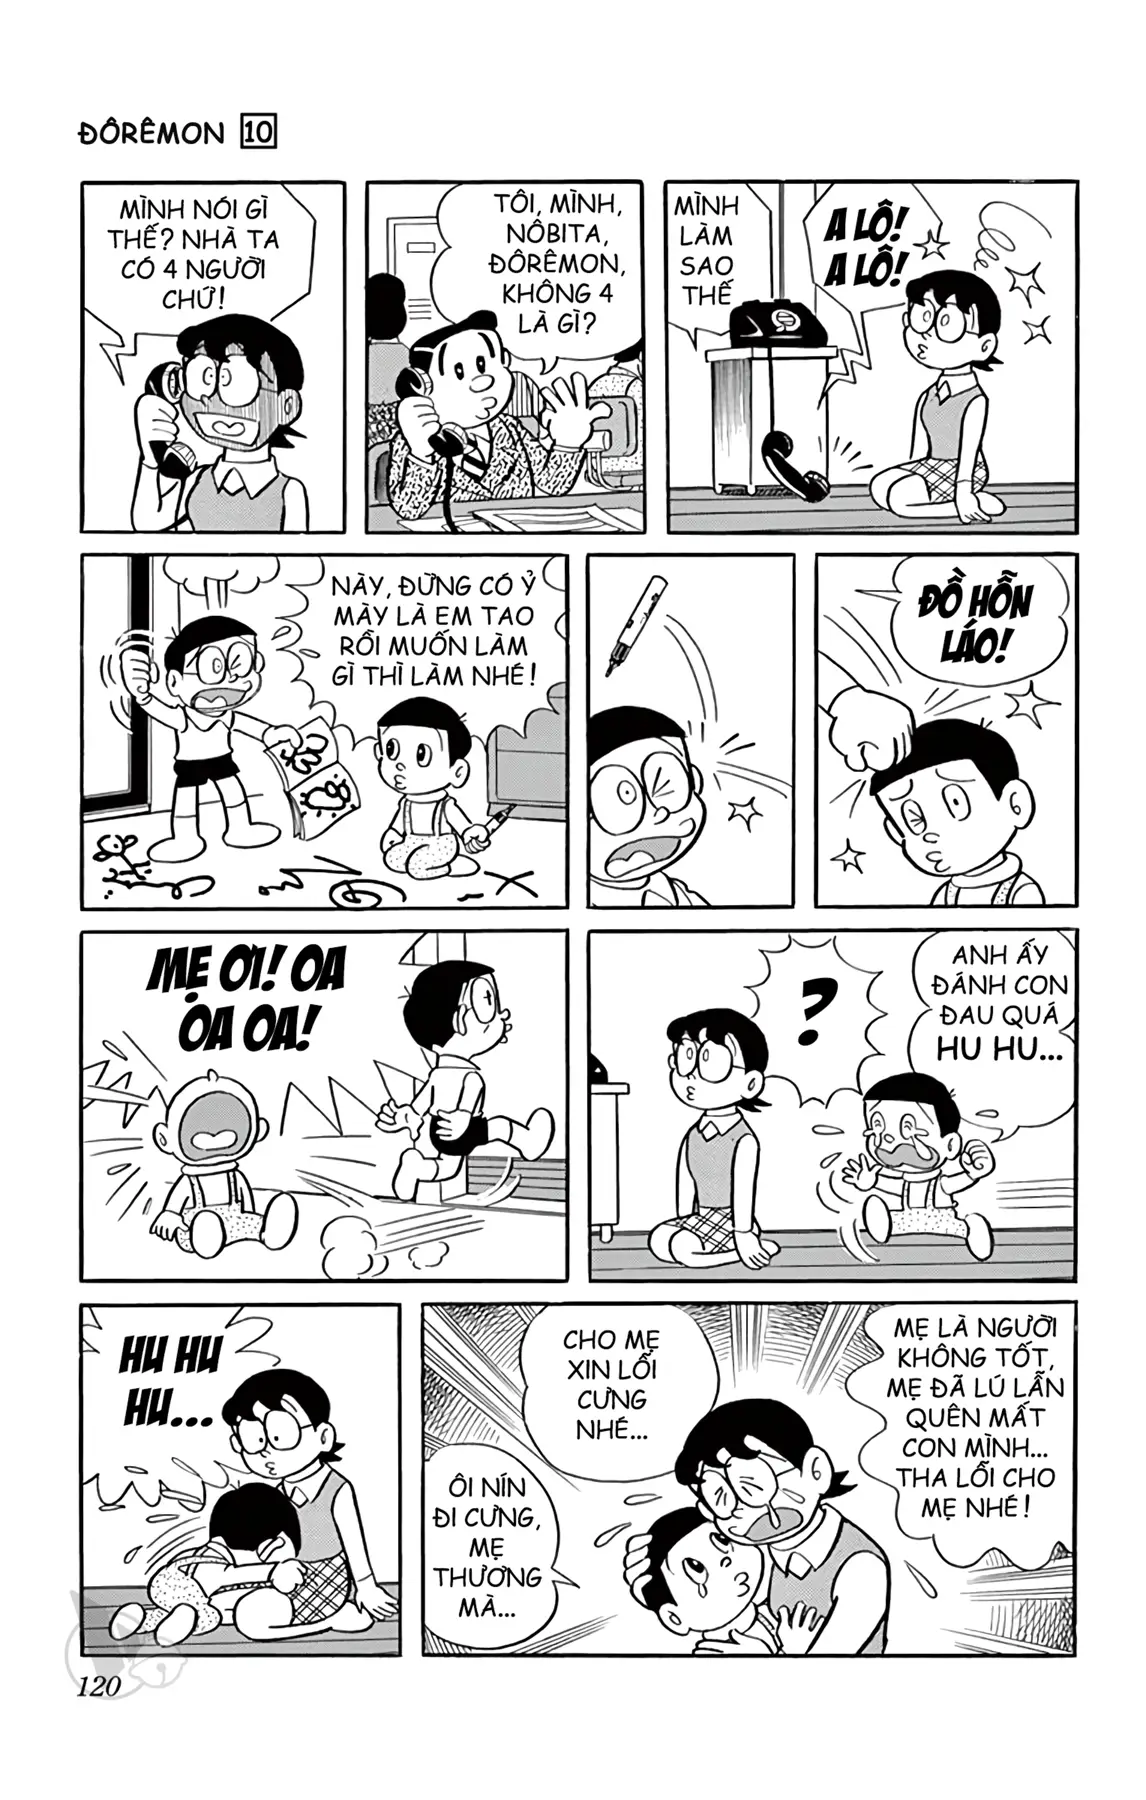 ĐÔRÊMON 10
MÌNH NÓI GÌ
THẾ? NHÀ TA
CÓ 4 NGƯỜI
CHỨ!
TÔI, MÌNH,
NÔBITA,
ĐÔRÊMON,
KHÔNG 4
LÀ GÌ?
MÌNH
LÀM
SAO
THẾ
A LÔ!
A LÔ!
NÀY, ĐỪNG CÓ Ỷ
MÀY LÀ EM TAO
RỒI MUỐN LÀM
GÌ THÌ LÀM NHÉ!
ĐỒ HỖN
LÁO!
MẸ ƠI! OA
OA OA!
?
ANH ẤY
ĐÁNH CON
ĐAU QUÁ
HU HU...
HU HU
HU...
CHO MẸ
XIN LỖI
CƯNG
NHÉ...
ÔI NÍN
ĐI CƯNG,
MẸ
THƯƠNG
MÀ...
MẸ LÀ NGƯỜI
KHÔNG TỐT,
MẸ ĐÃ LÚ LẪN
QUÊN MẤT
CON MÌNH...
THA LỖI CHO
MẸ NHÉ!
120